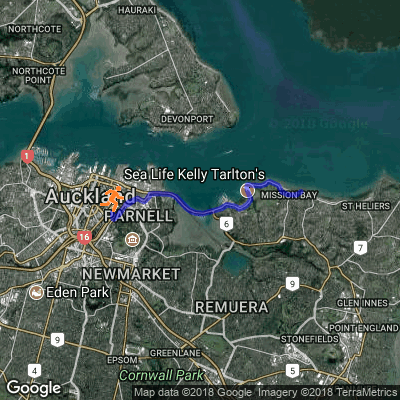 HAURAKI
NORTHCOTE
NORTHCOTE
POINT
DEVONPORT
© 2018 Google
1
Sea Life Kelly Tarlton's
Auckland
MISSION BAY
ST HELIERS
PARNELL
6
16
7
NEWMARKET
Eden Park
REMUERA
GLEN INNES
POINT ENGLAND
9
9
STONEFIELDS
GREENLANE
EPSOM
4
Cornwall Park
9
Google
Map data ©2018 Google Imagery ©2018 TerraMetrics